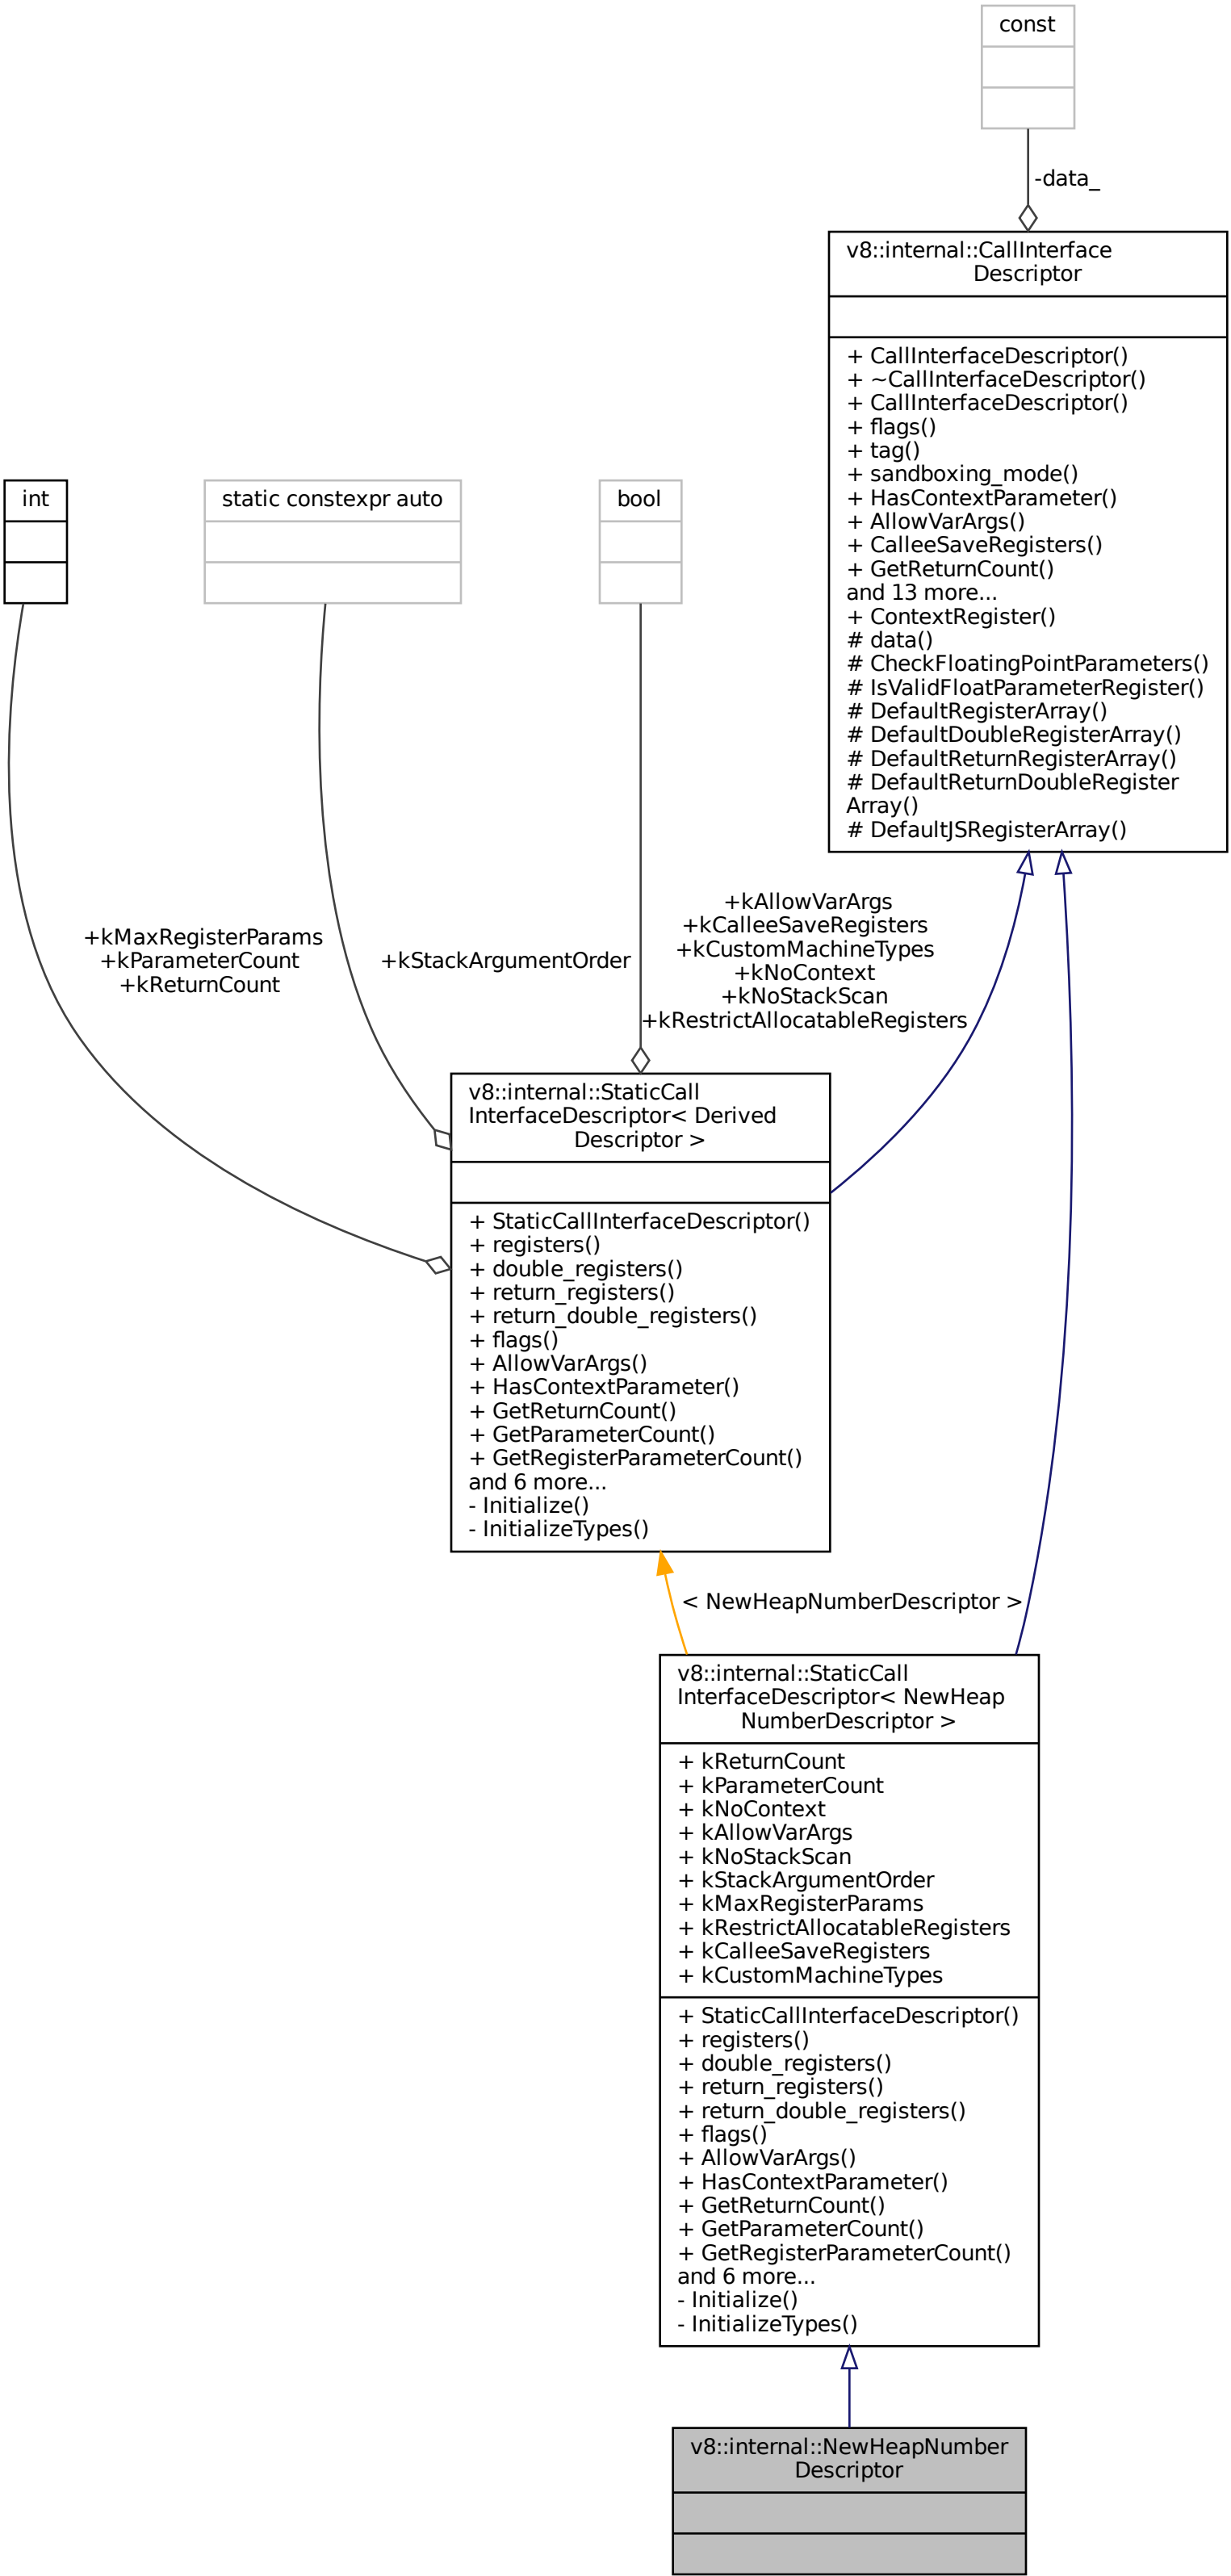 const
-data_
v8::internal::CallInterface
Descriptor
+ CallInterfaceDescriptor()
+ ~CallInterfaceDescriptor()
+ CallInterfaceDescriptor()
+ flags()
+ tag()
+ sandboxing_mode()
+ HasContextParameter()
+ AllowVarArgs()
+ CalleeSaveRegisters()
+ GetReturnCount()
and 13 more...
+ ContextRegister()
# data()
# CheckFloatingPointParameters()
# IsValidFloatParameterRegister()
# DefaultRegisterArray()
# DefaultDoubleRegisterArray()
# DefaultReturnRegisterArray()
# DefaultReturnDoubleRegister
Array()
# DefaultJSRegisterArray()
int
static constexpr auto
bool
+kMaxRegisterParams
+kParameterCount
+kReturnCount
+kStackArgumentOrder
+kAllowVarArgs
+kCalleeSaveRegisters
+kCustomMachineTypes
+kNoContext
+kNoStackScan
+kRestrictAllocatableRegisters
v8::internal::StaticCall
InterfaceDescriptor< Derived
Descriptor >
+ StaticCallInterfaceDescriptor()
+ registers()
+ double_registers()
+ return_registers()
+ return_double_registers()
+ flags()
+ AllowVarArgs()
+ HasContextParameter()
+ GetReturnCount()
+ GetParameterCount()
+ GetRegisterParameterCount()
and 6 more...
- Initialize()
- InitializeTypes()
< NewHeapNumberDescriptor >
v8::internal::StaticCall
InterfaceDescriptor< NewHeap
NumberDescriptor >
+ kReturnCount
+ kParameterCount
+ kNoContext
+ kAllowVarArgs
+ kNoStackScan
+ kStackArgumentOrder
+ kMaxRegisterParams
+ kRestrictAllocatableRegisters
+ kCalleeSaveRegisters
+ kCustomMachineTypes
+ StaticCallInterfaceDescriptor()
+ registers()
+ double_registers()
+ return_registers()
+ return_double_registers()
+ flags()
+ AllowVarArgs()
+ HasContextParameter()
+ GetReturnCount()
+ GetParameterCount()
+ GetRegisterParameterCount()
and 6 more...
- Initialize()
- InitializeTypes()
v8::internal::NewHeapNumber
Descriptor